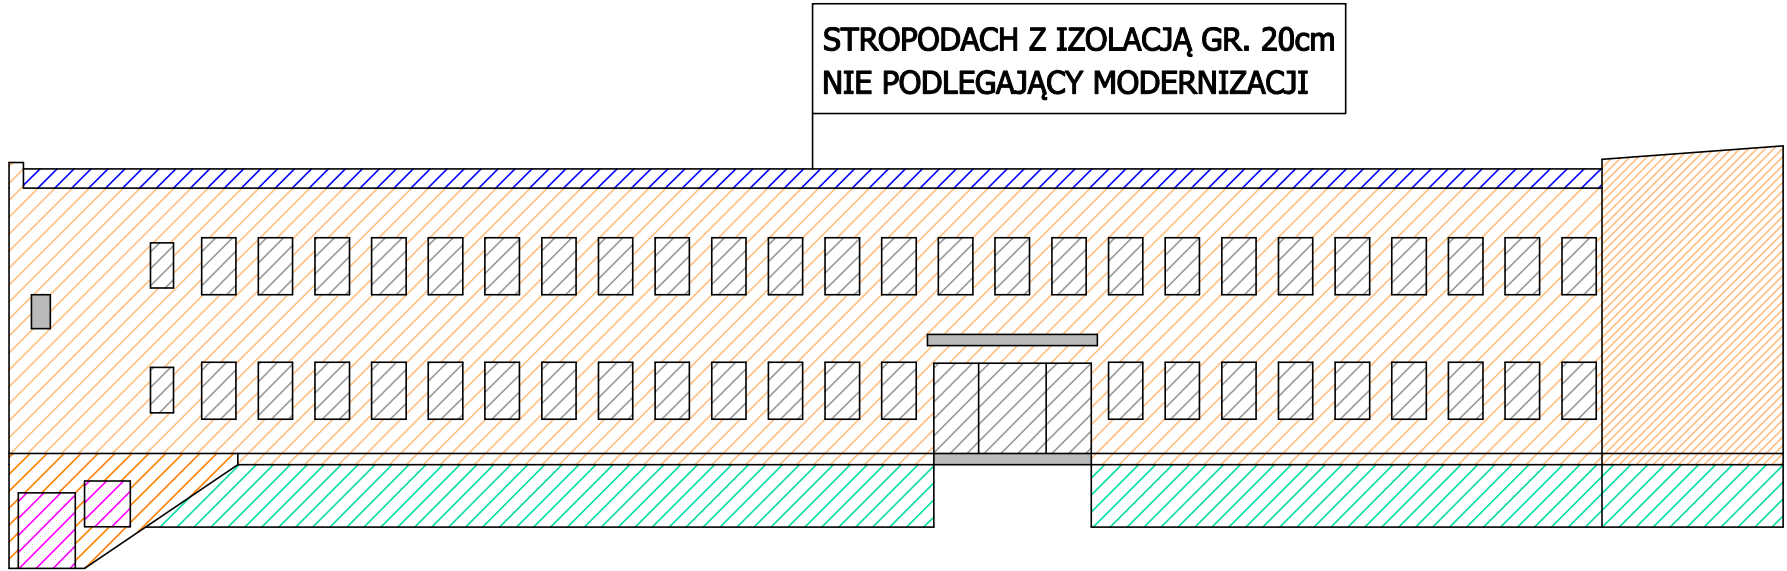 STROPODACH Z IZOLACJĄ GR. 20cm
NIE PODLEGAJĄCY MODERNIZACJI